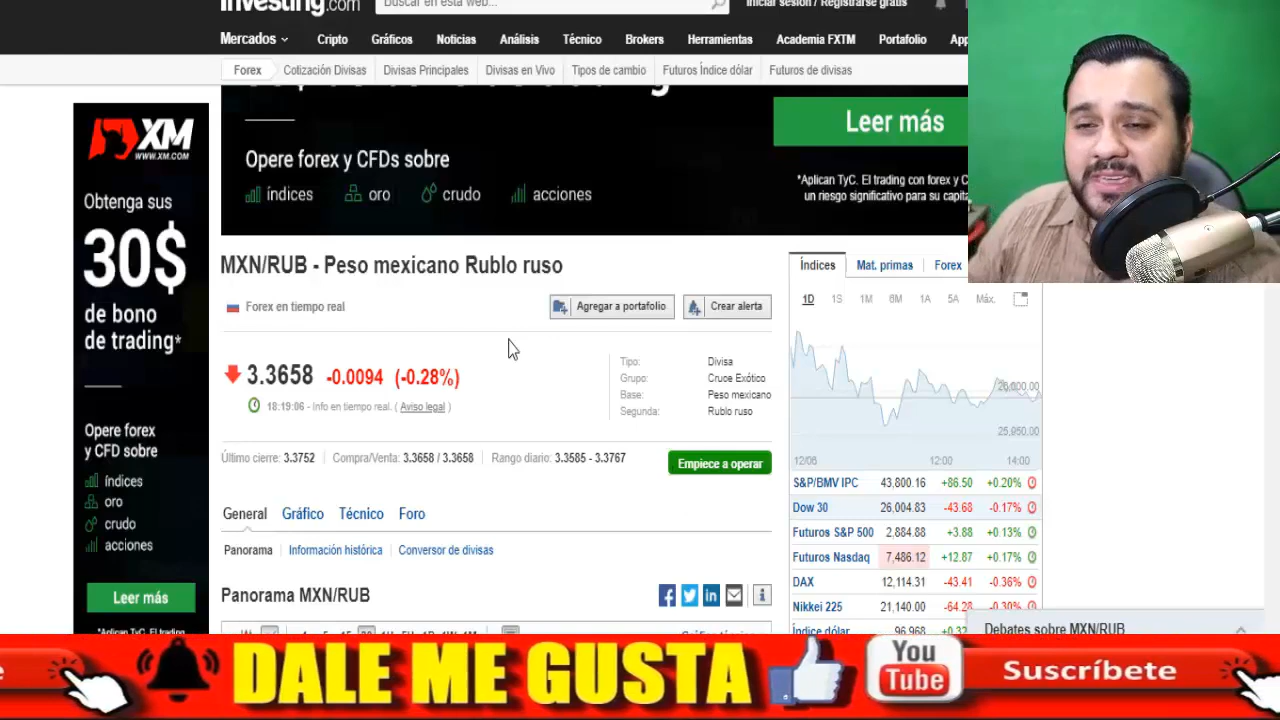 Investing.com
Buscar en esta web...
Iniciar sesión / Registrarse gratis
Mercados Cripto Gráficos Noticias Análisis Técnico Brokers Herramientas Academia FXTM Portafolio
Forex Cotización Divisas Divisas Principales Divisas en Vivo Tipos de cambio Futuros Índice dólar Futuros de divisas
XM
WWW.XM.COM
Obtenga sus
30$
de bono
de trading*
Opere forex
y CFD sobre
índices
oro
crudo
acciones
Leer más
*Aplican TyC. El trading
Opere forex y CFDs sobre
índices oro crudo acciones
Leer más
*Aplican TyC. El trading con forex y
un riesgo significativo para su
MXN/RUB - Peso mexicano Rublo ruso
Forex en tiempo real
Agregar a portafolio
Crear alerta
3.3658 -0.0094 (-0.28%)
18:19:06 - Info en tiempo real. ( Aviso legal )
Tipo: Divisa
Grupo: Cruce Exótico
Base: Peso mexicano
Segunda: Rublo ruso
Último cierre: 3.3752 Compra/Venta: 3.3658 / 3.3658 Rango diario: 3.3585 - 3.3767
Empiece a operar
General Gráfico Técnico Foro
Panorama Información histórica Conversor de divisas
Panorama MXN/RUB
Índices Mat. primas Forex
1D 1S 1M 6M 1A 5A Máx.
26,000.00
25,950.00
12/06 12:00 14:00
S&P/BMV IPC 43,800.16 +86.50 +0.20%
Dow 30 26,004.83 -43.68 -0.17%
Futuros S&P 500 2,884.88 +3.88 +0.13%
Futuros Nasdaq 7,486.12 +12.87 +0.17%
DAX 12,114.31 -43.41 -0.36%
Nikkei 225 21,140.00 -64.28 -0.30%
Índice dólar 96.968
Debates sobre MXN/RUB
DALE ME GUSTA
You
Tube
Suscríbete